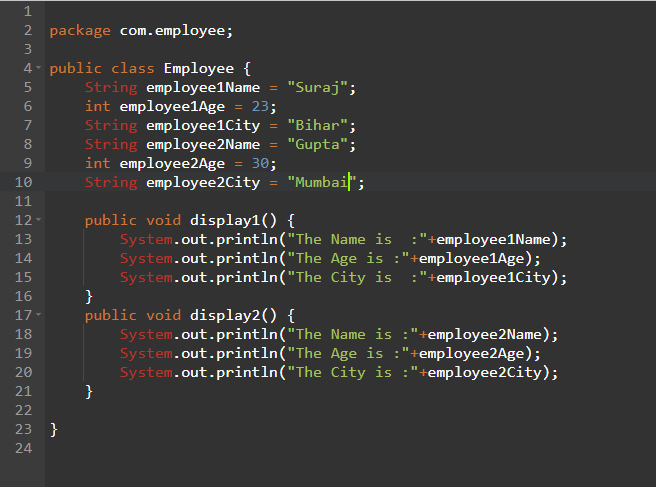 1
2 package com.employee;
3
4 public class Employee {
5     String employee1Name = "Suraj";
6     int employee1Age = 23;
7     String employee1City = "Bihar";
8     String employee2Name = "Gupta";
9     int employee2Age = 30;
10     String employee2City = "Mumbai";
11
12     public void display1() {
13         System.out.println("The Name is  :"+employee1Name);
14         System.out.println("The Age is :"+employee1Age);
15         System.out.println("The City is  :"+employee1City);
16     }
17     public void display2() {
18         System.out.println("The Name is :"+employee2Name);
19         System.out.println("The Age is :"+employee2Age);
20         System.out.println("The City is :"+employee2City);
21     }
22
23 }
24